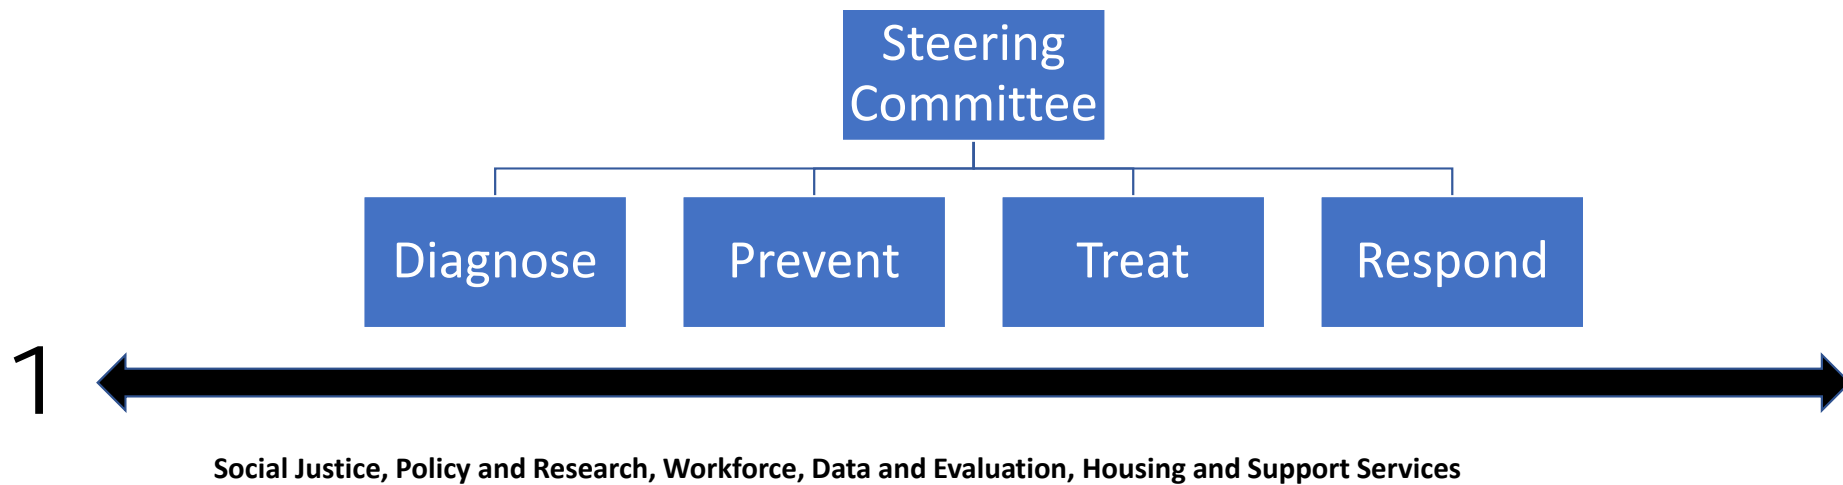 Steering
Committee
Diagnose
Prevent
Treat
Respond
1
Social Justice, Policy and Research, Workforce, Data and Evaluation, Housing and Support Services